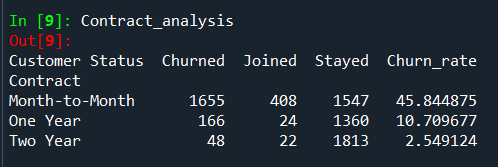 In [9]: Contract_analysis
Out[9]:
Customer Status  Churned  Joined  Stayed  Churn_rate
Contract
Month-to-Month      1655     408    1547   45.844875
One Year             166      24    1360   10.709677
Two Year              48      22    1813    2.549124